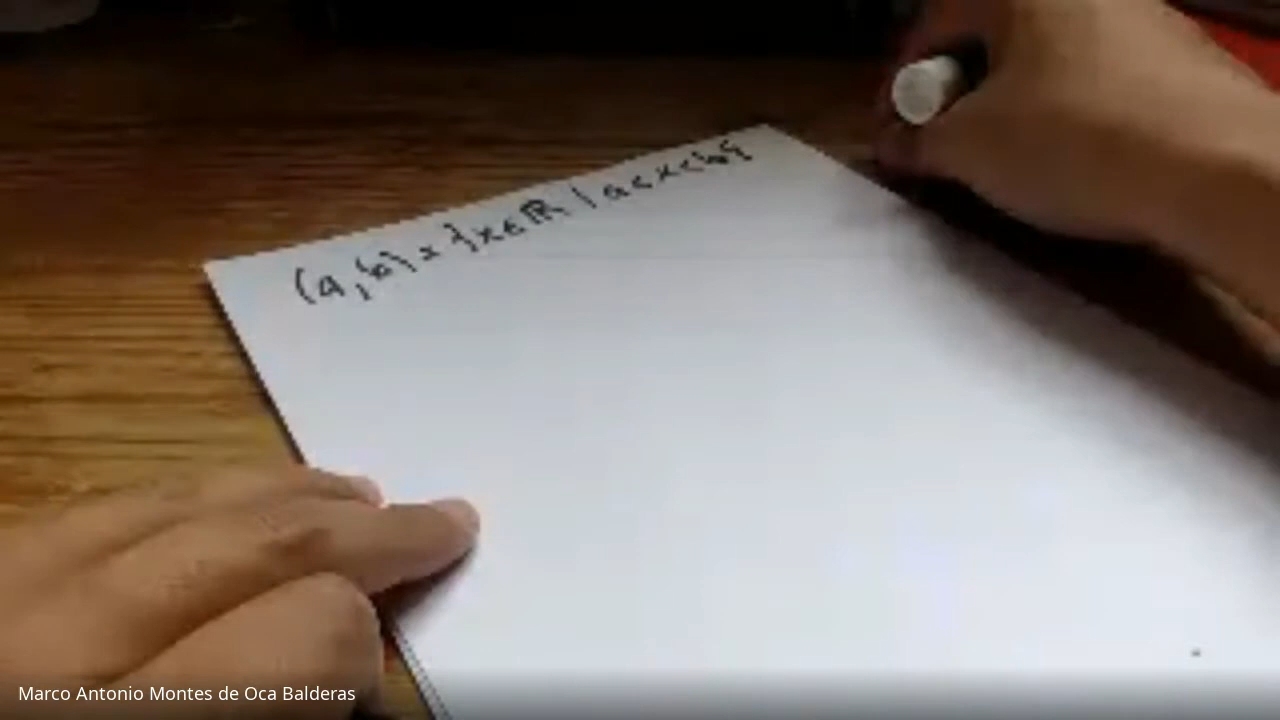 (a,b) = {x∈ℝ | a<x<b}
Marco Antonio Montes de Oca Balderas